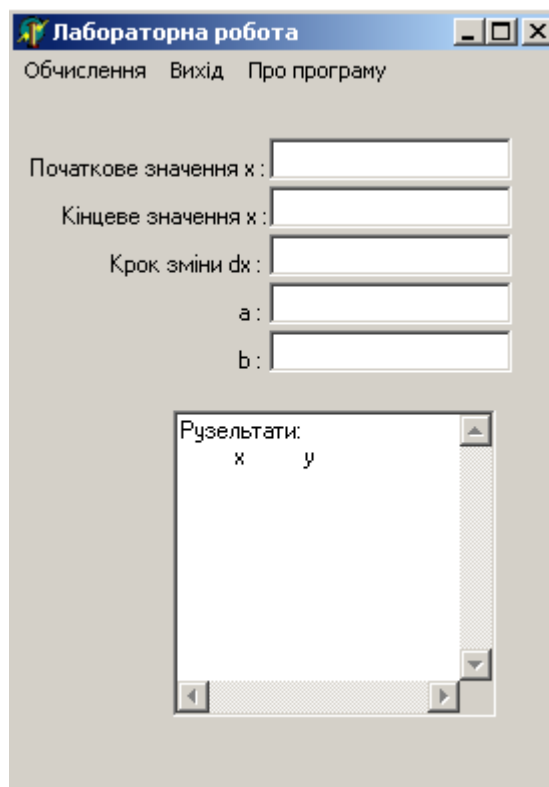 Лабораторна робота
Обчислення Вихід Про програму
Початкове значення x :
Кінцеве значення x :
Крок зміни dx :
a :
b :
Рузельтати:
x y